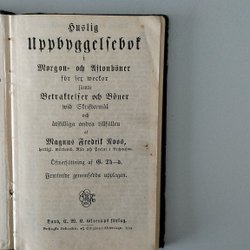 Huslig
Uppbyggelsebok
i
Morgon- och Aftonböner
för sex weckor
samt
Betraktelser och Böner
wid Skriftermål
och
åtskilliga andra tillfällen
af
Magnus Fredrik Roos,
Öfwersättning af G. Th—d.
Femtonde genomsedda upplagan.
Lund, C. W. K. Gleerups Förlag.